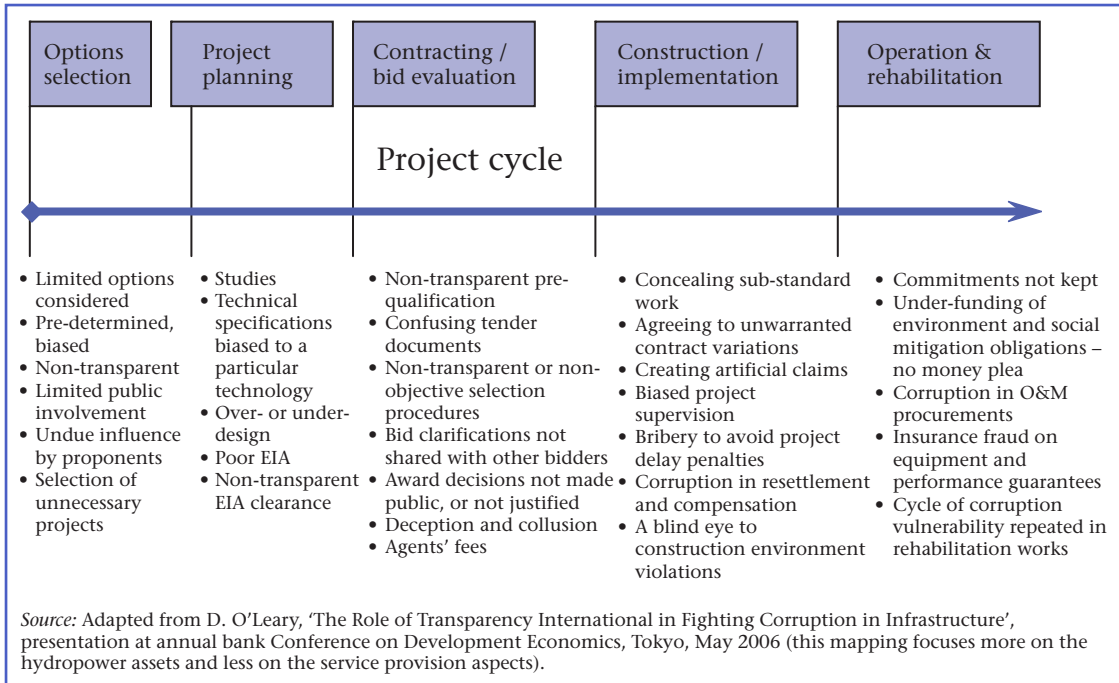 Options
selection
Project
planning
Contracting /
bid evaluation
Construction /
implementation
Operation &
rehabilitation
Project cycle
• Limited options
considered
• Pre-determined,
biased
• Non-transparent
• Limited public
involvement
• Undue influence
by proponents
• Selection of
unnecessary
projects
• Studies
• Technical
specifications
biased to a
particular
technology
• Over- or under-
design
• Poor EIA
• Non-transparent
EIA clearance
• Non-transparent pre-
qualification
• Confusing tender
documents
• Non-transparent or non-
objective selection
procedures
• Bid clarifications not
shared with other bidders
• Award decisions not made
public, or not justified
• Deception and collusion
• Agents’ fees
• Concealing sub-standard
work
• Agreeing to unwarranted
contract variations
• Creating artificial claims
• Biased project
supervision
• Bribery to avoid project
delay penalties
• Corruption in resettlement
and compensation
• A blind eye to
construction environment
violations
• Commitments not kept
• Under-funding of
environment and social
mitigation obligations –
no money plea
• Corruption in O&M
procurements
• Insurance fraud on
equipment and
performance guarantees
• Cycle of corruption
vulnerability repeated in
rehabilitation works
Source: Adapted from D. O’Leary, ‘The Role of Transparency International in Fighting Corruption in Infrastructure’,
presentation at annual bank Conference on Development Economics, Tokyo, May 2006 (this mapping focuses more on the
hydropower assets and less on the service provision aspects).